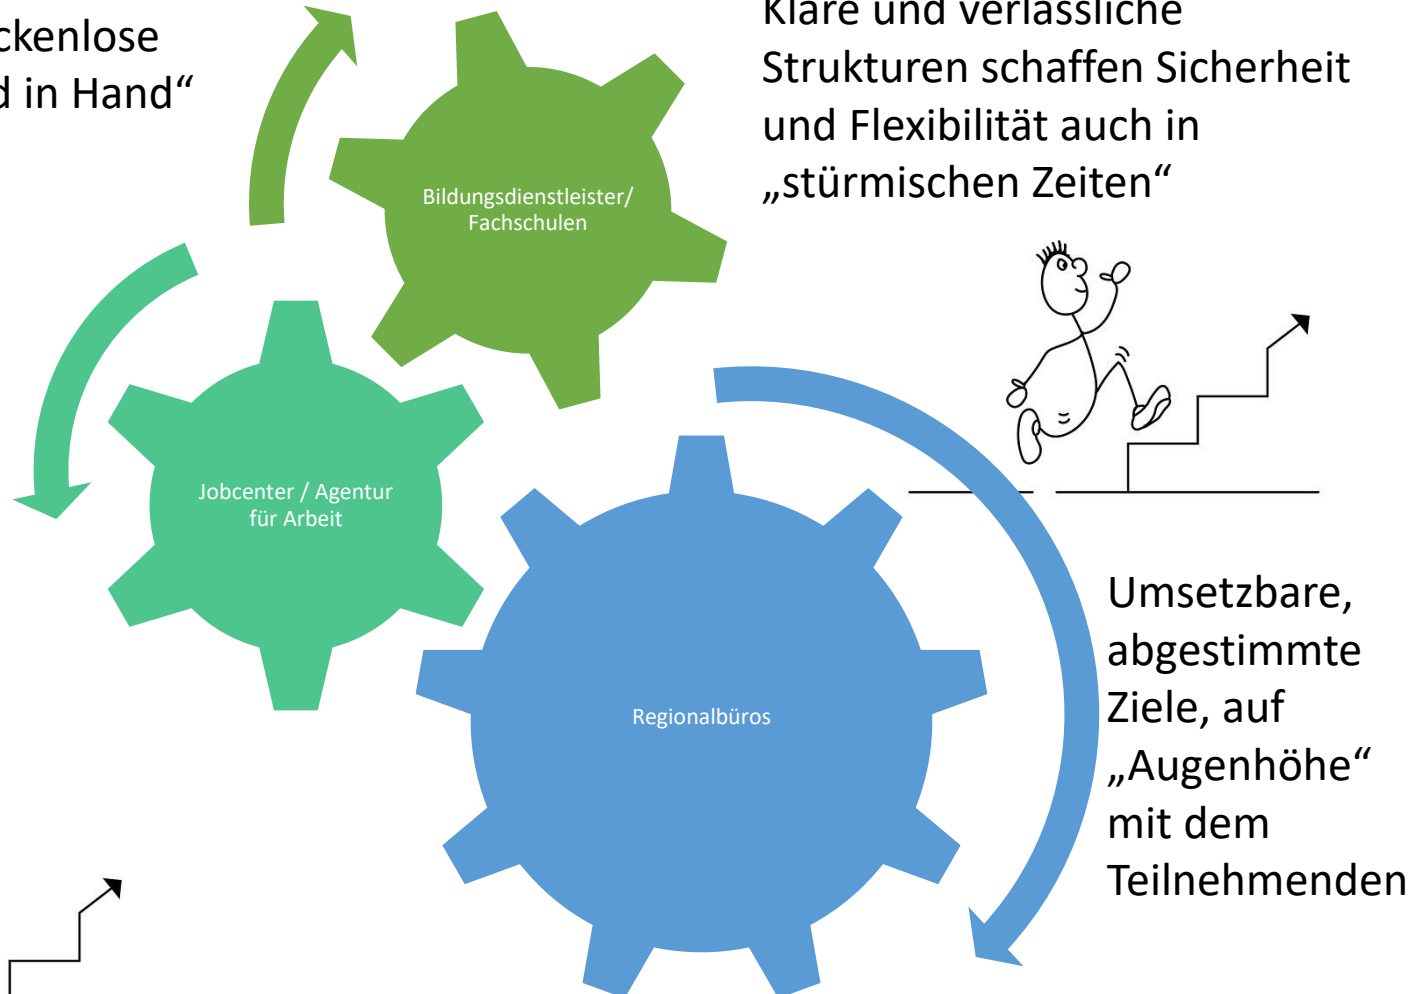 ckenlose
d in Hand“
Klare und verlässliche
Strukturen schaffen Sicherheit
und Flexibilität auch in
„stürmischen Zeiten“
Bildungsdienstleister/
Fachschulen
Jobcenter / Agentur
für Arbeit
Regionalbüros
Umsetzbare,
abgestimmte
Ziele, auf
„Augenhöhe“
mit dem
Teilnehmenden